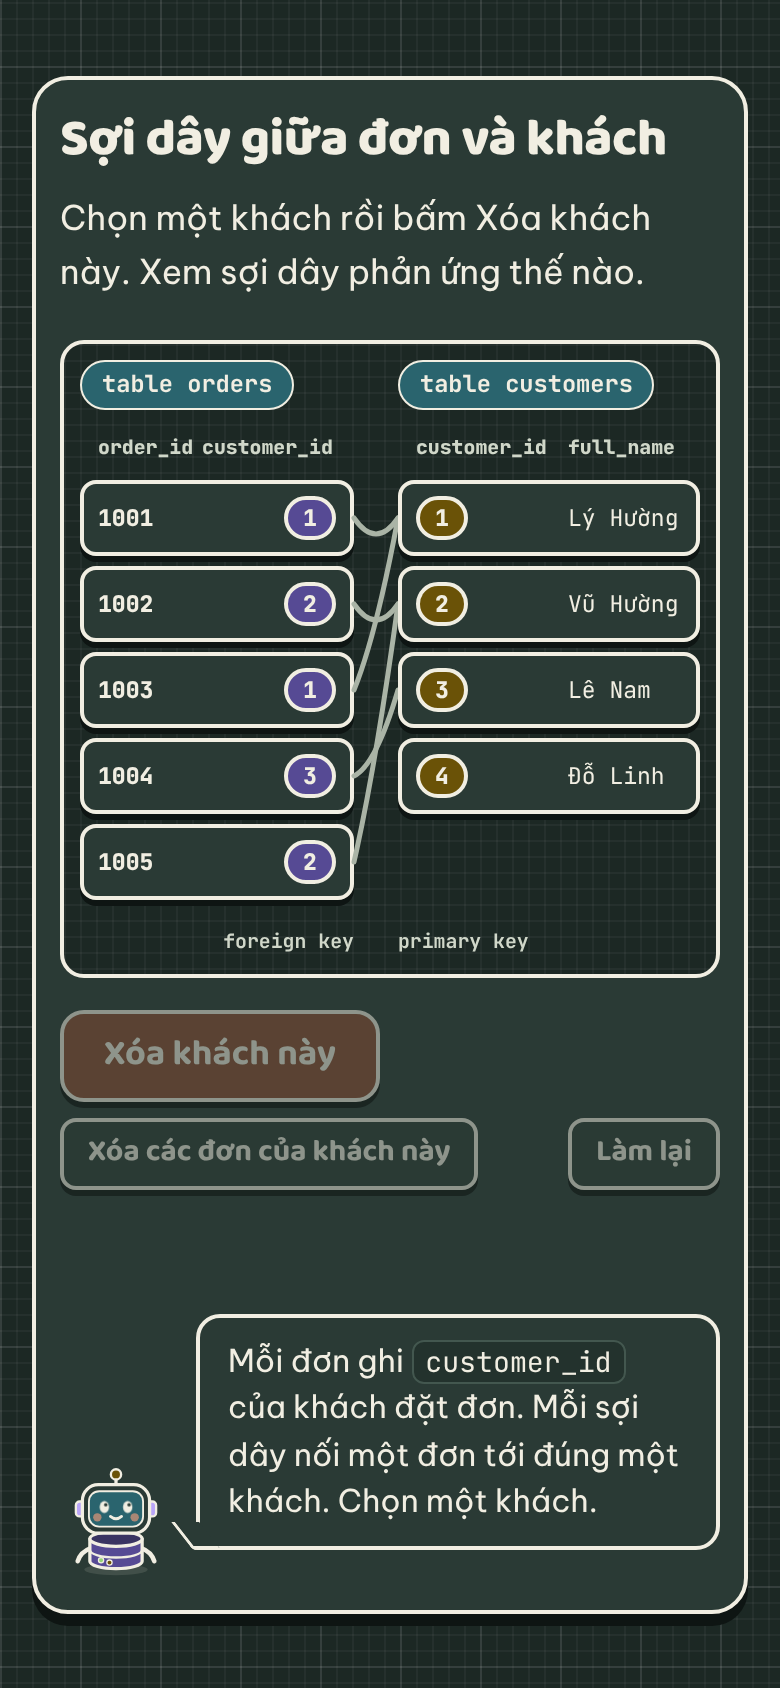 Sợi dây giữa đơn và khách
Chọn một khách rồi bấm Xóa khách
này. Xem sợi dây phản ứng thế nào.
table orders table customers
order_id customer_id customer_id full_name
1001 1 1 Lý Hường
1002 2 2 Vũ Hường
1003 1 3 Lê Nam
1004 3 4 Đỗ Linh
1005 2
foreign key primary key
Xóa khách này
Xóa các đơn của khách này Làm lại
Mỗi đơn ghi customer_id
của khách đặt đơn. Mỗi sợi
dây nối một đơn tới đúng một
khách. Chọn một khách.